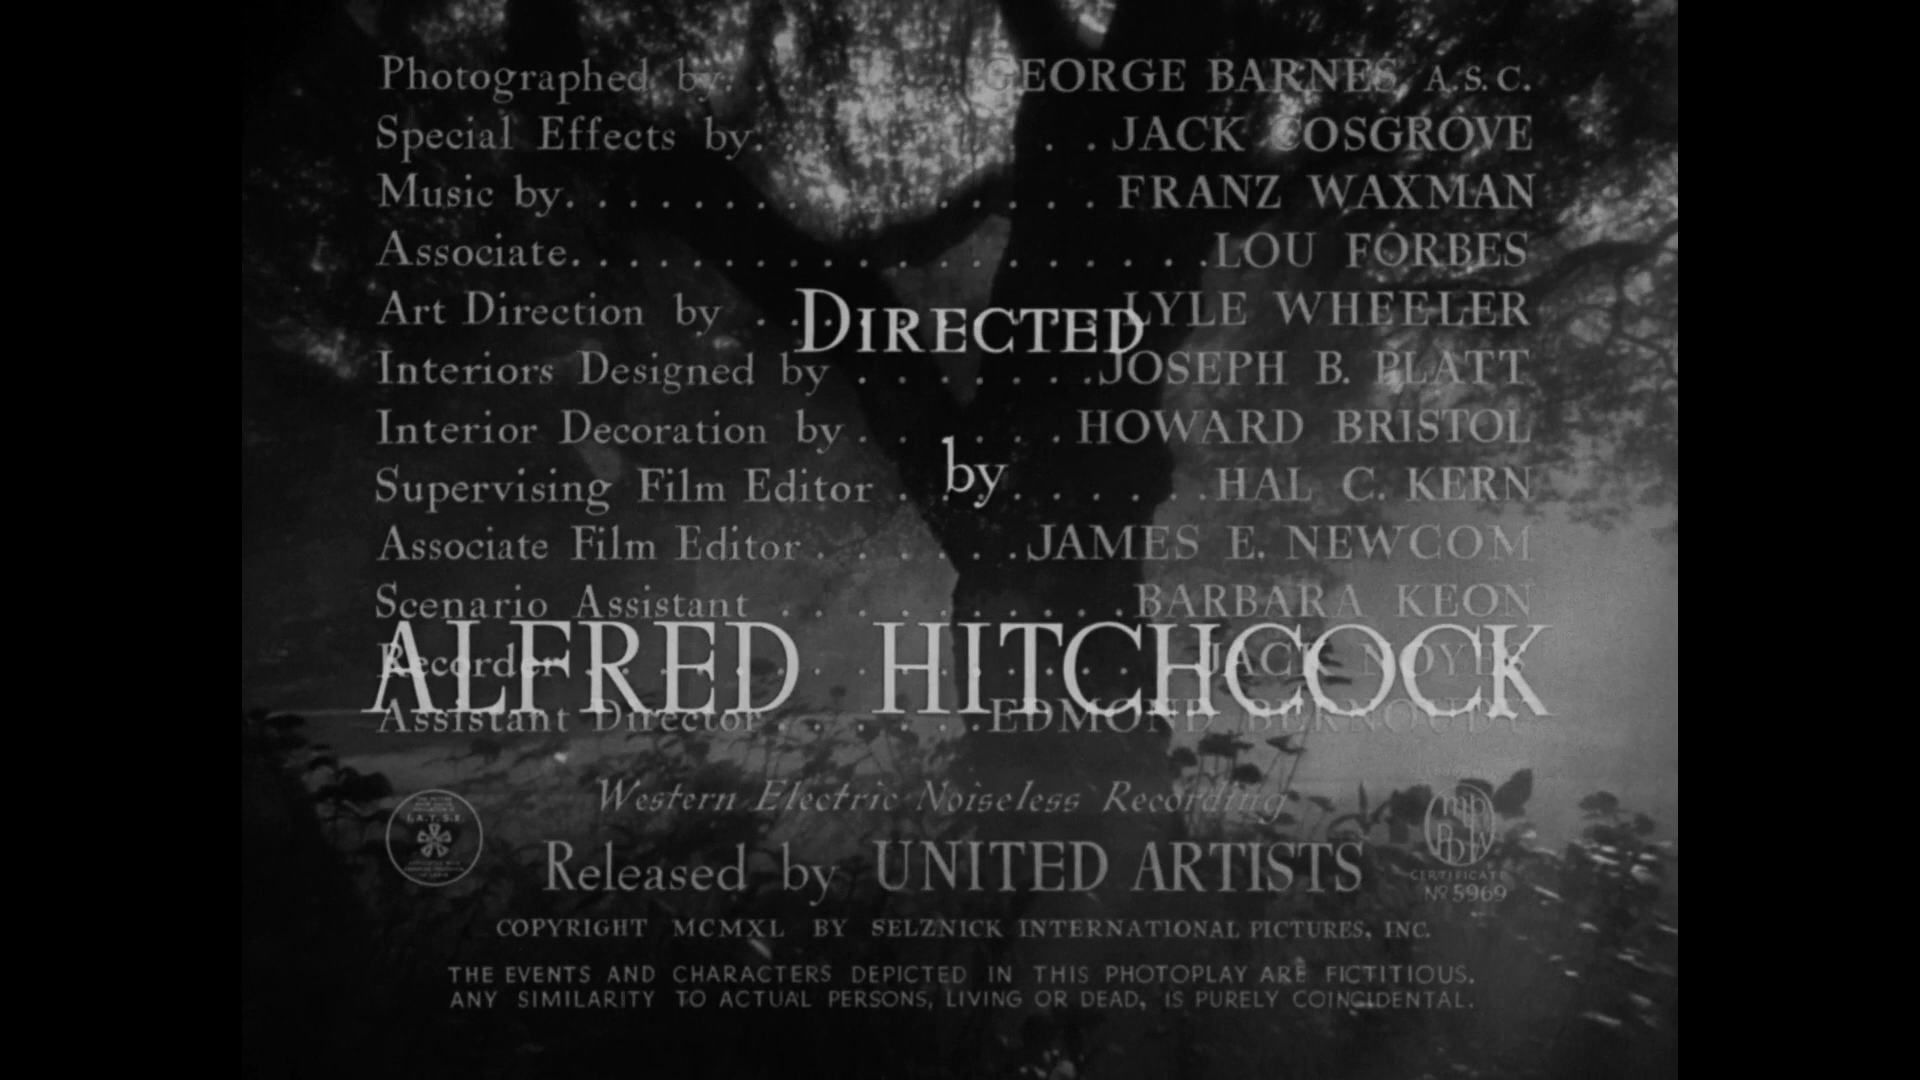 Photographed by. . . . GEORGE BARNES, A.S.C.
Special Effects by. . . . JACK COSGROVE
Music by. . . . . . . . . . . . . . . . . . FRANZ WAXMAN
Associate. . . . . . . . . . . . . . . . . . . . . . LOU FORBES
Art Direction by . . . . LYLE WHEELER
DIRECTED
Interiors Designed by . . . . . . . . JOSEPH B. PLATT
Interior Decoration by . . . . . . . HOWARD BRISTOL
by
Supervising Film Editor . . . . . . . . HAL C. KERN
Associate Film Editor . . . . . . . JAMES E. NEWCOM
Scenario Assistant . . . . . . . . . . BARBARA KEON
ALFRED HITCHCOCK
Recorder . . . . . . . . . . JACK NOYES
Assistant Director . . . . . . EDMOND
Western Electric Noiseless Recording
I.A.T.S.E.
Released by UNITED ARTISTS
CERTIFICATE
Nº 5969
COPYRIGHT MCMXL BY SELZNICK INTERNATIONAL PICTURES, INC.
THE EVENTS AND CHARACTERS DEPICTED IN THIS PHOTOPLAY ARE FICTITIOUS.
ANY SIMILARITY TO ACTUAL PERSONS, LIVING OR DEAD, IS PURELY COINCIDENTAL.